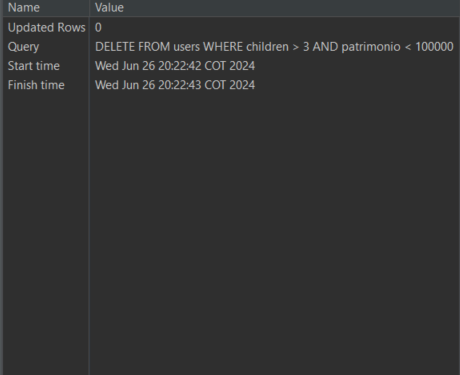 Name Value
Updated Rows 0
Query DELETE FROM users WHERE children > 3 AND patrimonio < 100000
Start time Wed Jun 26 20:22:42 COT 2024
Finish time Wed Jun 26 20:22:43 COT 2024